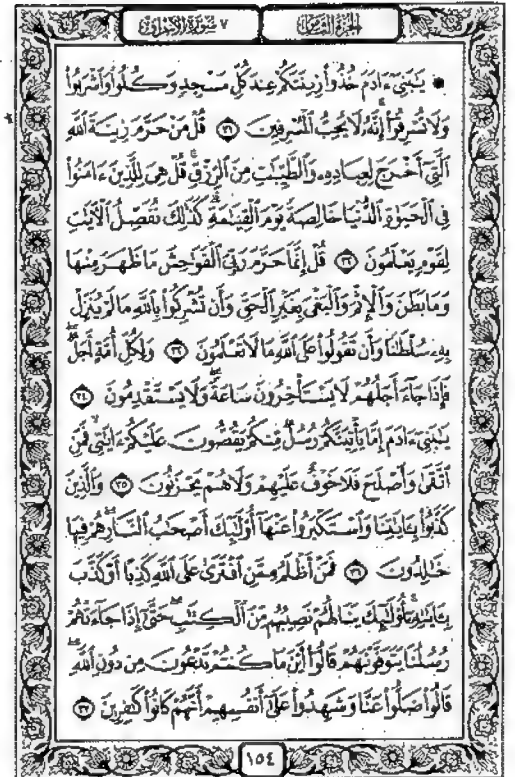 الجزء الثامن
٧ سورة الأعراف
۞ يَٰبَنِىٓ ءَادَمَ خُذُوا۟ زِينَتَكُمْ عِندَ كُلِّ مَسْجِدٍ وَكُلُوا۟ وَٱشْرَبُوا۟
وَلَا تُسْرِفُوٓا۟ إِنَّهُۥ لَا يُحِبُّ ٱلْمُسْرِفِينَ ٣١ قُلْ مَنْ حَرَّمَ زِينَةَ ٱللَّهِ
ٱلَّتِىٓ أَخْرَجَ لِعِبَادِهِۦ وَٱلطَّيِّبَٰتِ مِنَ ٱلرِّزْقِ قُلْ هِىَ لِلَّذِينَ ءَامَنُوا۟
فِى ٱلْحَيَوٰةِ ٱلدُّنْيَا خَالِصَةً يَوْمَ ٱلْقِيَٰمَةِ كَذَٰلِكَ نُفَصِّلُ ٱلْءَايَٰتِ
لِقَوْمٍ يَعْلَمُونَ ٣٢ قُلْ إِنَّمَا حَرَّمَ رَبِّىَ ٱلْفَوَٰحِشَ مَا ظَهَرَ مِنْهَا
وَمَا بَطَنَ وَٱلْإِثْمَ وَٱلْبَغْىَ بِغَيْرِ ٱلْحَقِّ وَأَن تُشْرِكُوا۟ بِٱللَّهِ مَا لَمْ يُنَزِّلْ
بِهِۦ سُلْطَٰنًا وَأَن تَقُولُوا۟ عَلَى ٱللَّهِ مَا لَا تَعْلَمُونَ ٣٣ وَلِكُلِّ أُمَّةٍ أَجَلٌ
فَإِذَا جَآءَ أَجَلُهُمْ لَا يَسْتَأْخِرُونَ سَاعَةً وَلَا يَسْتَقْدِمُونَ ٣٤
يَٰبَنِىٓ ءَادَمَ إِمَّا يَأْتِيَنَّكُمْ رُسُلٌ مِّنكُمْ يَقُصُّونَ عَلَيْكُمْ ءَايَٰتِى فَمَنِ
ٱتَّقَىٰ وَأَصْلَحَ فَلَا خَوْفٌ عَلَيْهِمْ وَلَا هُمْ يَحْزَنُونَ ٣٥ وَٱلَّذِينَ
كَذَّبُوا۟ بِـَٔايَٰتِنَا وَٱسْتَكْبَرُوا۟ عَنْهَآ أُو۟لَٰٓئِكَ أَصْحَٰبُ ٱلنَّارِ هُمْ فِيهَا
خَٰلِدُونَ ٣٦ فَمَنْ أَظْلَمُ مِمَّنِ ٱفْتَرَىٰ عَلَى ٱللَّهِ كَذِبًا أَوْ كَذَّبَ
بِـَٔايَٰتِهِۦٓ أُو۟لَٰٓئِكَ يَنَالُهُمْ نَصِيبُهُم مِّنَ ٱلْكِتَٰبِ حَتَّىٰٓ إِذَا جَآءَتْهُمْ
رُسُلُنَا يَتَوَفَّوْنَهُمْ قَالُوٓا۟ أَيْنَ مَا كُنتُمْ تَدْعُونَ مِن دُونِ ٱللَّهِ
قَالُوا۟ ضَلُّوا۟ عَنَّا وَشَهِدُوا۟ عَلَىٰٓ أَنفُسِهِمْ أَنَّهُمْ كَانُوا۟ كَٰفِرِينَ ٣٧
١٥٤